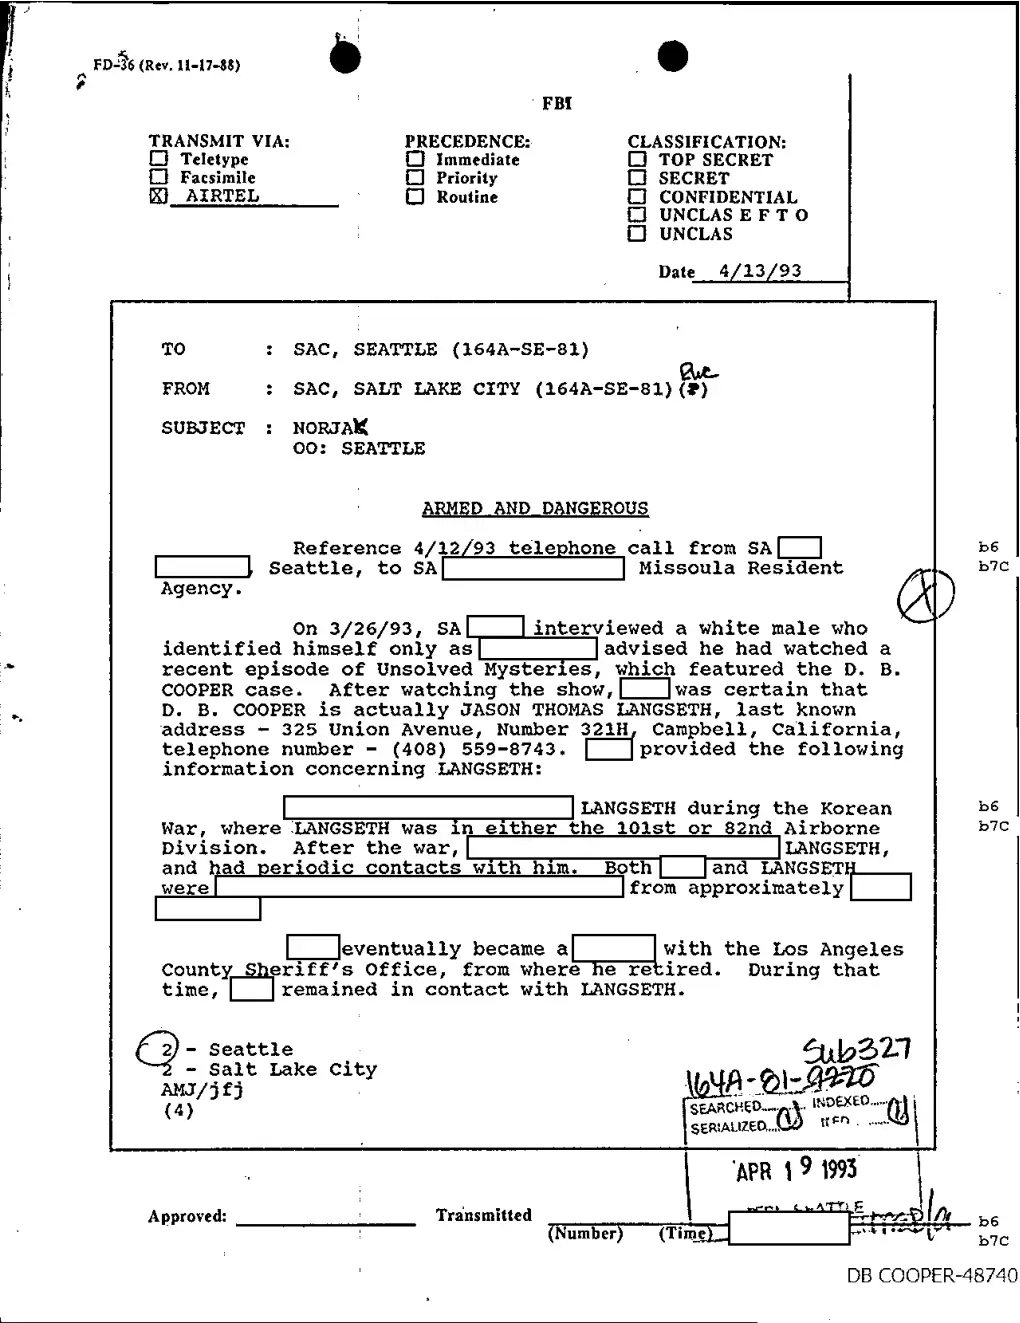 FD-36 (Rev. 11-17-88)
FBI
TRANSMIT VIA:
☐ Teletype
☐ Facsimile
☒ AIRTEL
PRECEDENCE:
☐ Immediate
☐ Priority
☐ Routine
CLASSIFICATION:
☐ TOP SECRET
☐ SECRET
☐ CONFIDENTIAL
☐ UNCLAS E F T O
☐ UNCLAS
Date 4/13/93
TO : SAC, SEATTLE (164A-SE-81)
Ruc
FROM : SAC, SALT LAKE CITY (164A-SE-81) (P)
SUBJECT : NORJAK
OO: SEATTLE
ARMED AND DANGEROUS
Reference 4/12/93 telephone call from SA
, Seattle, to SA Missoula Resident
Agency.
b6
b7C
On 3/26/93, SA interviewed a white male who
identified himself only as advised he had watched a
recent episode of Unsolved Mysteries, which featured the D. B.
COOPER case. After watching the show, was certain that
D. B. COOPER is actually JASON THOMAS LANGSETH, last known
address - 325 Union Avenue, Number 321H, Campbell, California,
telephone number - (408) 559-8743. provided the following
information concerning LANGSETH:
LANGSETH during the Korean
War, where LANGSETH was in either the 101st or 82nd Airborne
Division. After the war, LANGSETH,
and had periodic contacts with him. Both and LANGSETH
were from approximately
b6
b7C
eventually became a with the Los Angeles
County Sheriff's Office, from where he retired. During that
time, remained in contact with LANGSETH.
2 - Seattle
2 - Salt Lake City
AMJ/jfj
(4)
Sub327
164A-81-9220
SEARCHED INDEXED
SERIALIZED FILED
APR 19 1993
SEATTLE
Approved: Transmitted
(Number) (Time)
b6
b7C
DB COOPER-48740